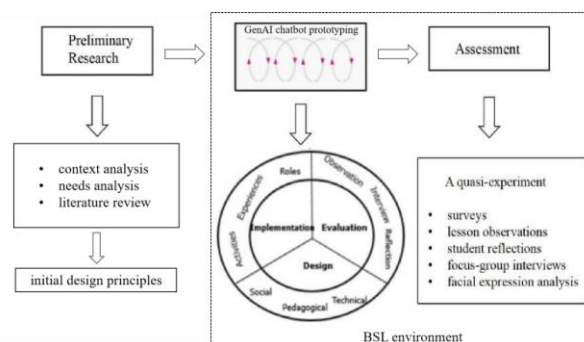 Preliminary
Research
GenAI chatbot prototyping
Assessment
• context analysis
• needs analysis
• literature review
initial design principles
Roles
Experiences
Activities
Observation
Interview
Reflection
Implementation
Evaluation
Design
Social
Pedagogical
Technical
A quasi-experiment
• surveys
• lesson observations
• student reflections
• focus-group interviews
• facial expression analysis
BSL environment